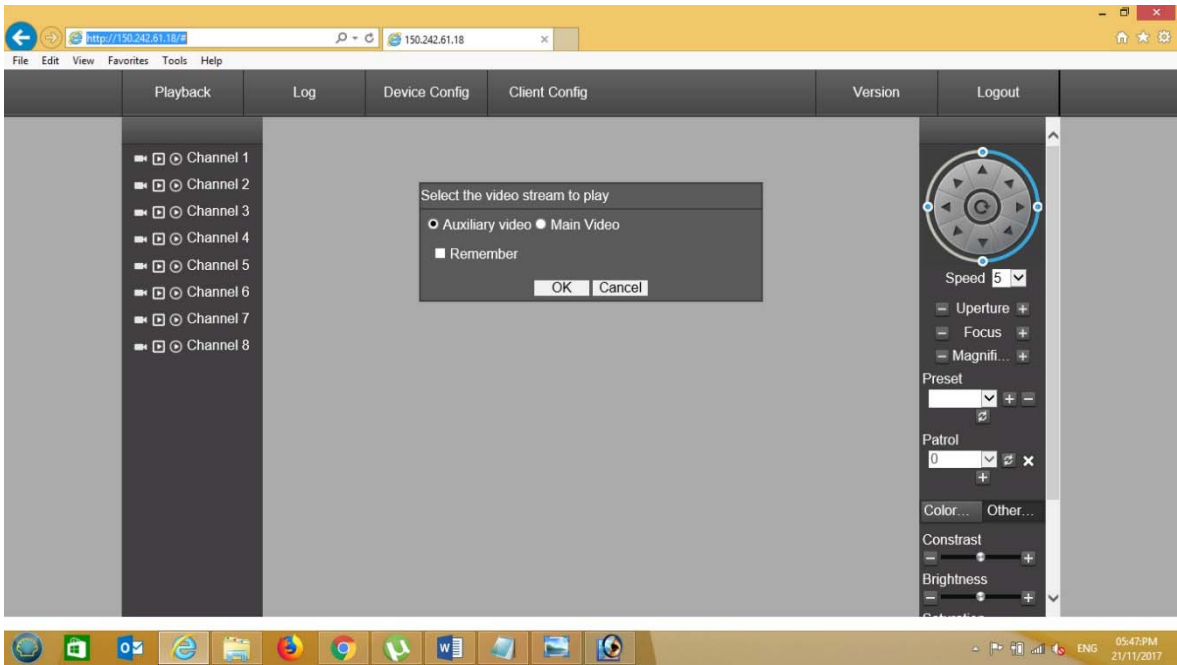 http://150.242.61.18/#
150.242.61.18
File Edit View Favorites Tools Help
Playback Log Device Config Client Config Version Logout
Channel 1
Channel 2
Channel 3
Channel 4
Channel 5
Channel 6
Channel 7
Channel 8
Select the video stream to play
Auxiliary video Main Video
Remember
OK Cancel
Speed 5
Uperture
Focus
Magnifi...
Preset
Patrol
0
Color... Other...
Constrast
Brightness
ENG 05:47:PM
21/11/2017